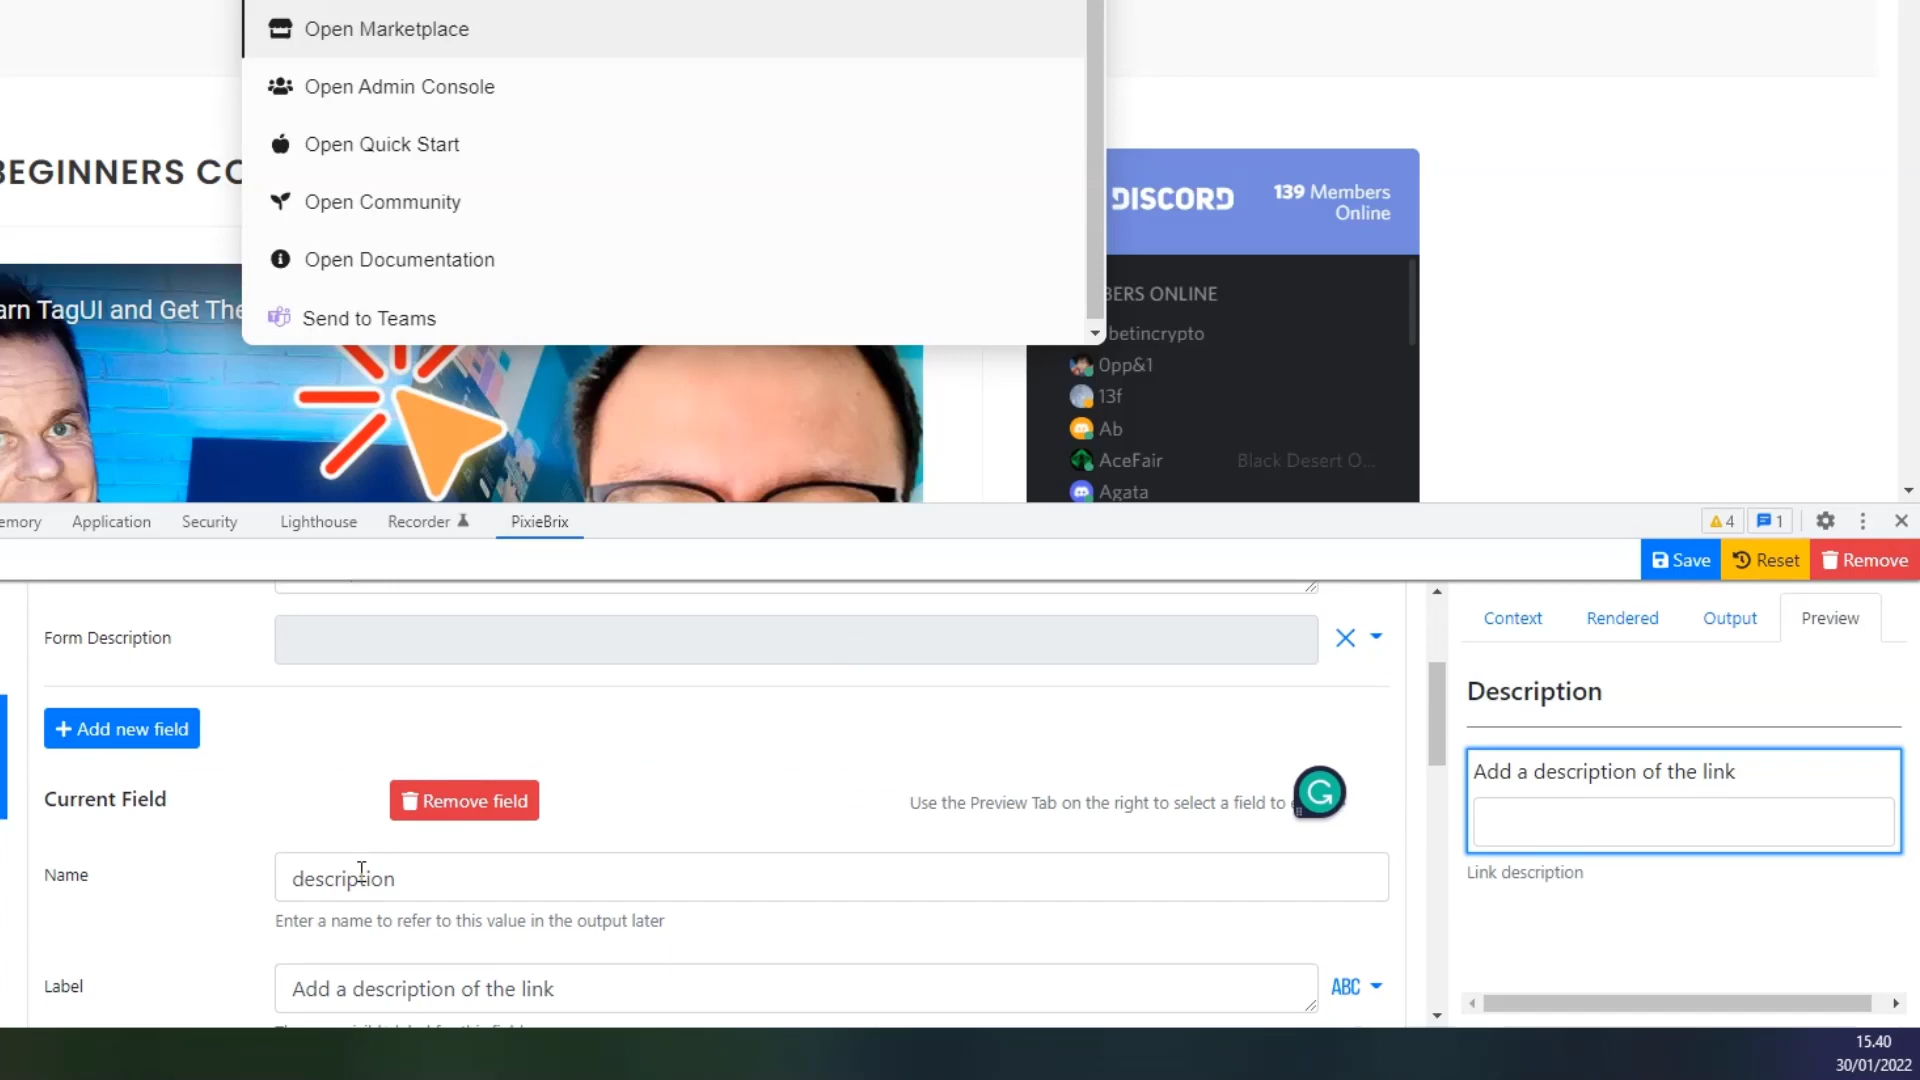 Open Marketplace
Open Admin Console
Open Quick Start
Open Community
Open Documentation
Send to Teams
BEGINNERS CO
arn TagUI and Get The
DISCORD
139 Members
Online
BERS ONLINE
betincrypto
0pp&1
13f
Ab
AceFair
Black Desert O...
Agata
emory
Application
Security
Lighthouse
Recorder
PixieBrix
4
1
Save
Reset
Remove
Form Description
Add new field
Current Field
Remove field
Use the Preview Tab on the right to select a field to
Name
description
Enter a name to refer to this value in the output later
Label
Add a description of the link
ABC
Context
Rendered
Output
Preview
Description
Add a description of the link
Link description
15.40
30/01/2022